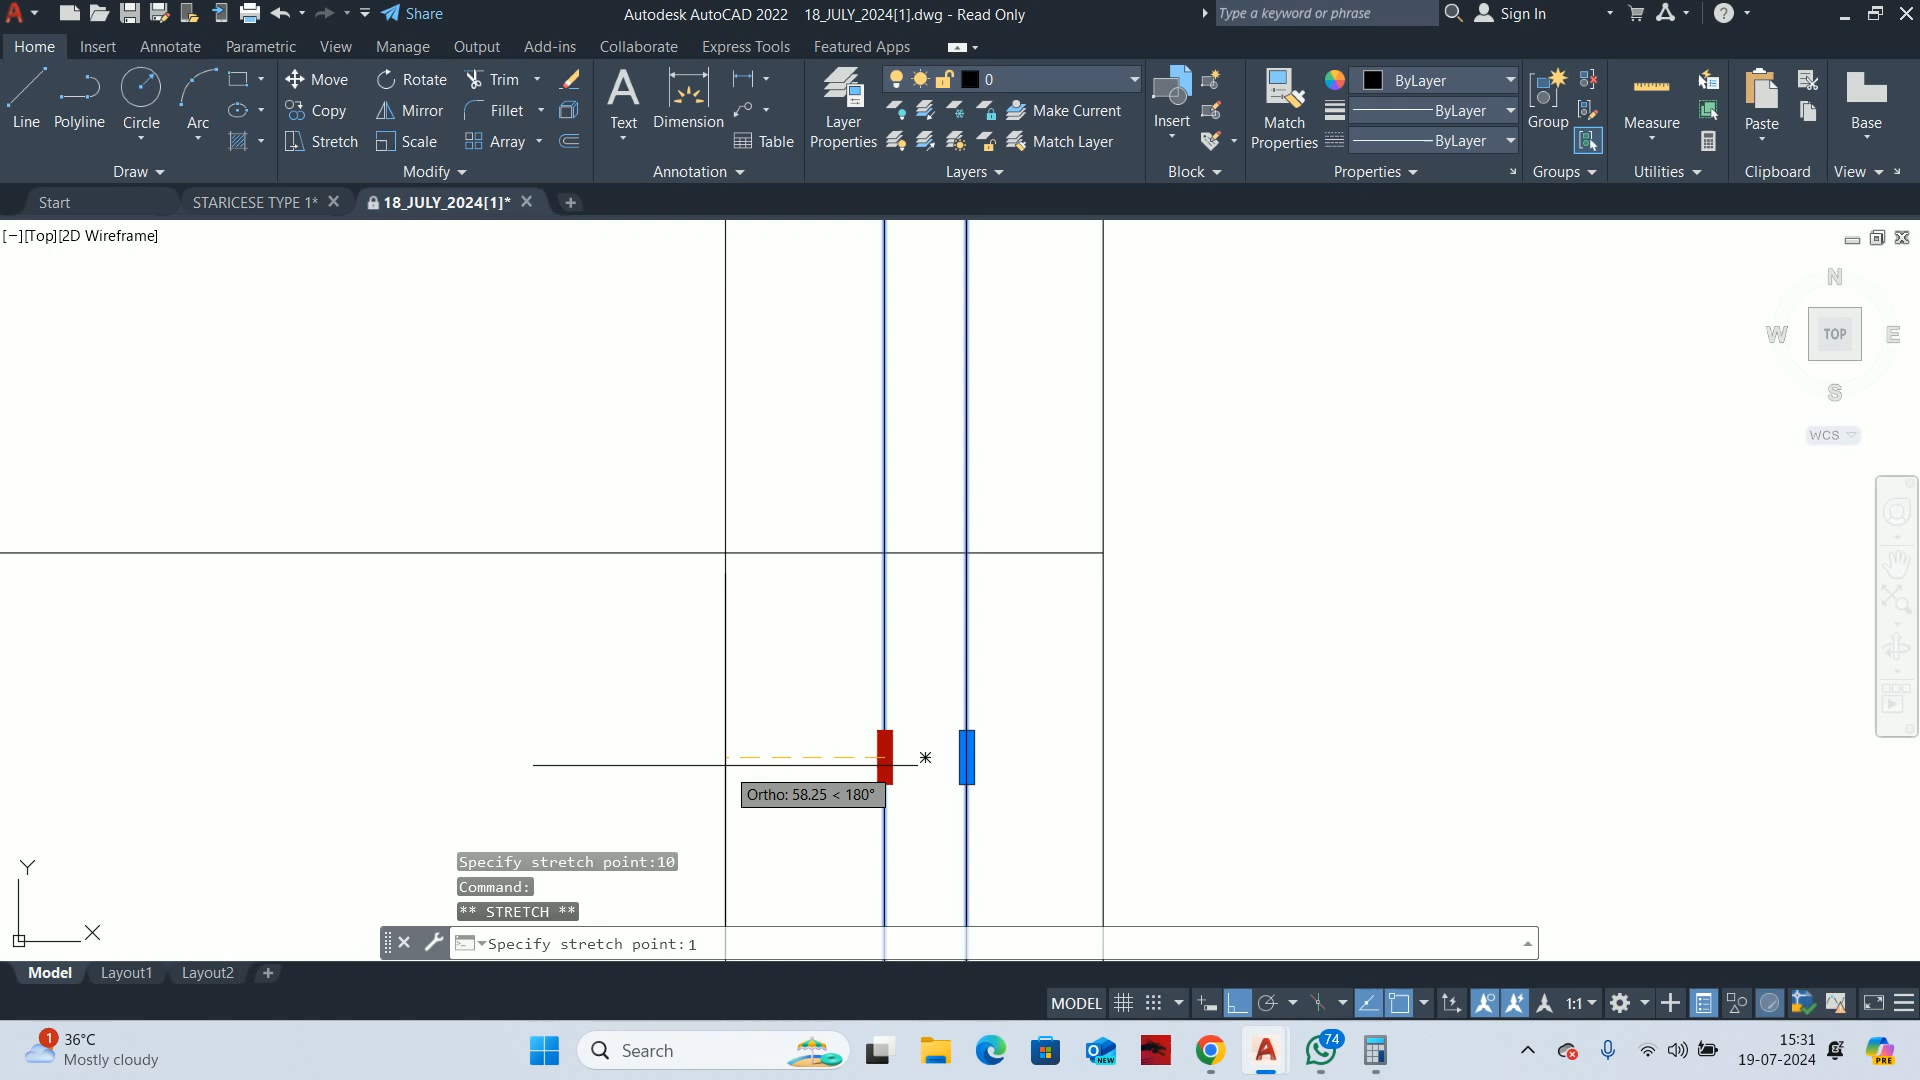 Share
Autodesk AutoCAD 2022 18_JULY_2024[1].dwg - Read Only
Type a keyword or phrase
Sign In
Home Insert Annotate Parametric View Manage Output Add-ins Collaborate Express Tools Featured Apps
Line Polyline Circle Arc
Move Rotate Trim
Copy Mirror Fillet
Stretch Scale Array
Text Dimension Table
Layer Properties
0
Make Current
Match Layer
Insert
Match Properties
ByLayer
ByLayer
ByLayer
Group Measure Paste Base
Draw Modify Annotation Layers Block Properties Groups Utilities Clipboard View
Start STARICESE TYPE 1* 18_JULY_2024[1]*
[−][Top][2D Wireframe]
N
W TOP E
S
WCS
Ortho: 58.25 < 180°
Y
X
Specify stretch point:10
Command:
** STRETCH **
Specify stretch point:1
Model Layout1 Layout2
MODEL 1:1
1 36°C
Mostly cloudy
Search
NEW
74
15:31
19-07-2024
PRE